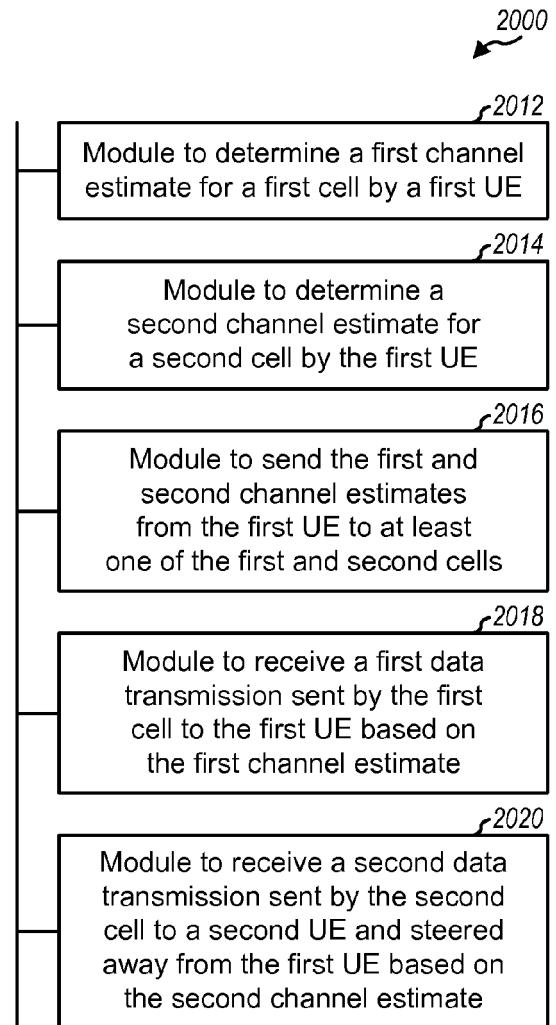 2000
2012
Module to determine a first channel
estimate for a first cell by a first UE
2014
Module to determine a
second channel estimate for
a second cell by the first UE
2016
Module to send the first and
second channel estimates
from the first UE to at least
one of the first and second cells
2018
Module to receive a first data
transmission sent by the first
cell to the first UE based on
the first channel estimate
2020
Module to receive a second data
transmission sent by the second
cell to a second UE and steered
away from the first UE based on
the second channel estimate